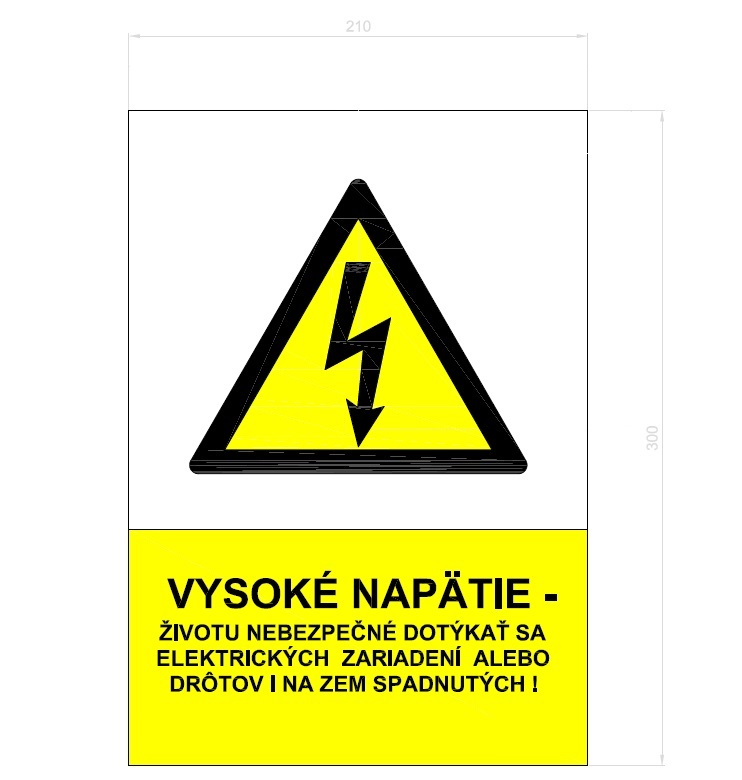 210
300
VYSOKÉ NAPÄTIE -
ŽIVOTU NEBEZPEČNÉ DOTÝKAŤ SA
ELEKTRICKÝCH ZARIADENÍ ALEBO
DRÔTOV I NA ZEM SPADNUTÝCH !